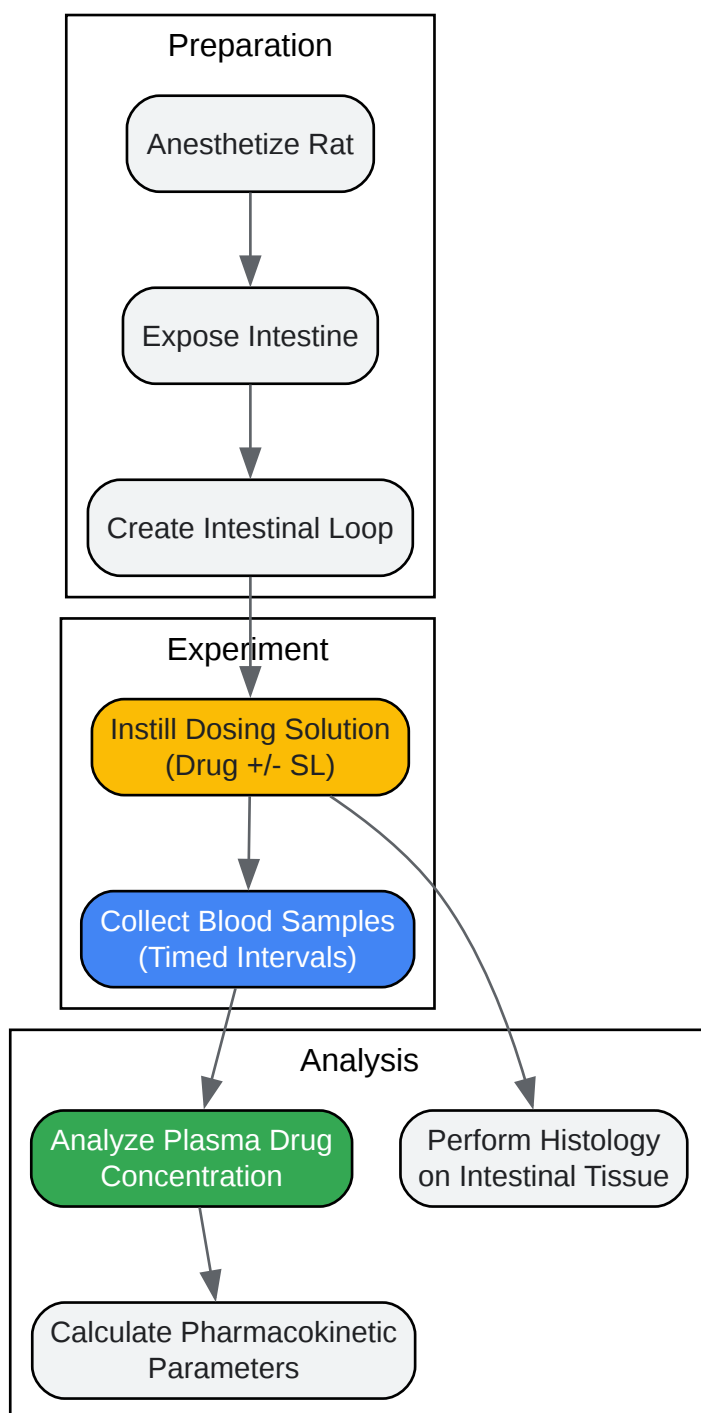 Preparation
Anesthetize Rat
Expose Intestine
Create Intestinal Loop
Experiment
Instill Dosing Solution
(Drug +/- SL)
Collect Blood Samples
(Timed Intervals)
Analysis
Analyze Plasma Drug
Concentration
Perform Histology
on Intestinal Tissue
Calculate Pharmacokinetic
Parameters